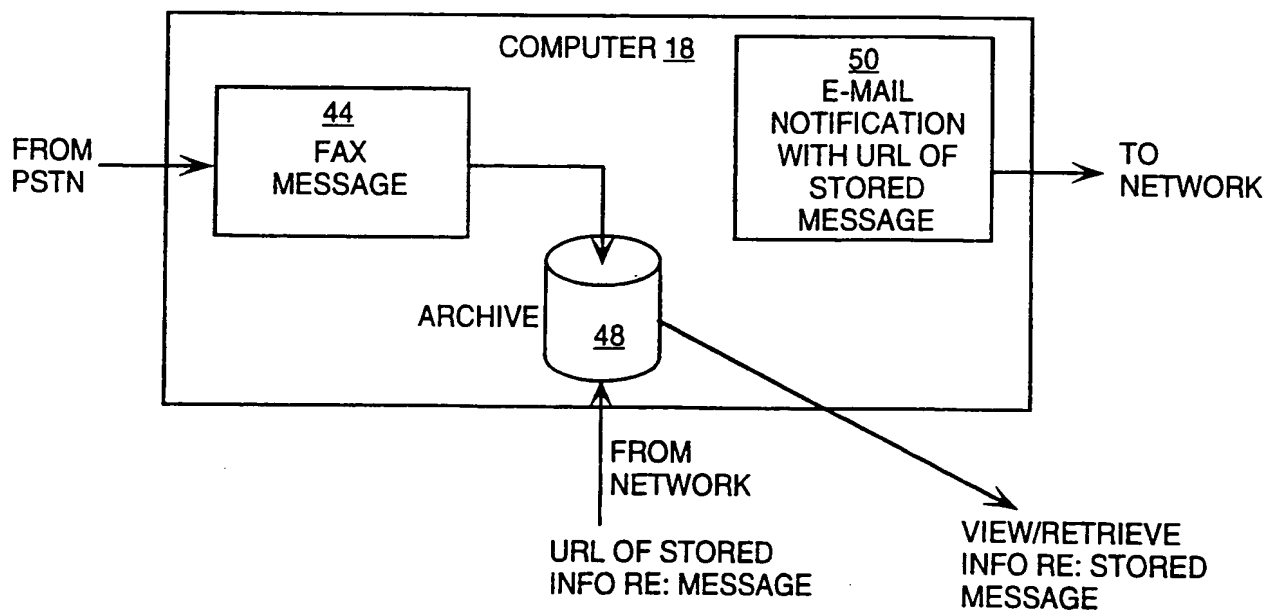 COMPUTER 18
44
FAX
MESSAGE
50
E-MAIL
NOTIFICATION
WITH URL OF
STORED
MESSAGE
FROM
PSTN
TO
NETWORK
ARCHIVE
48
FROM
NETWORK
URL OF STORED
INFO RE: MESSAGE
VIEW/RETRIEVE
INFO RE: STORED
MESSAGE